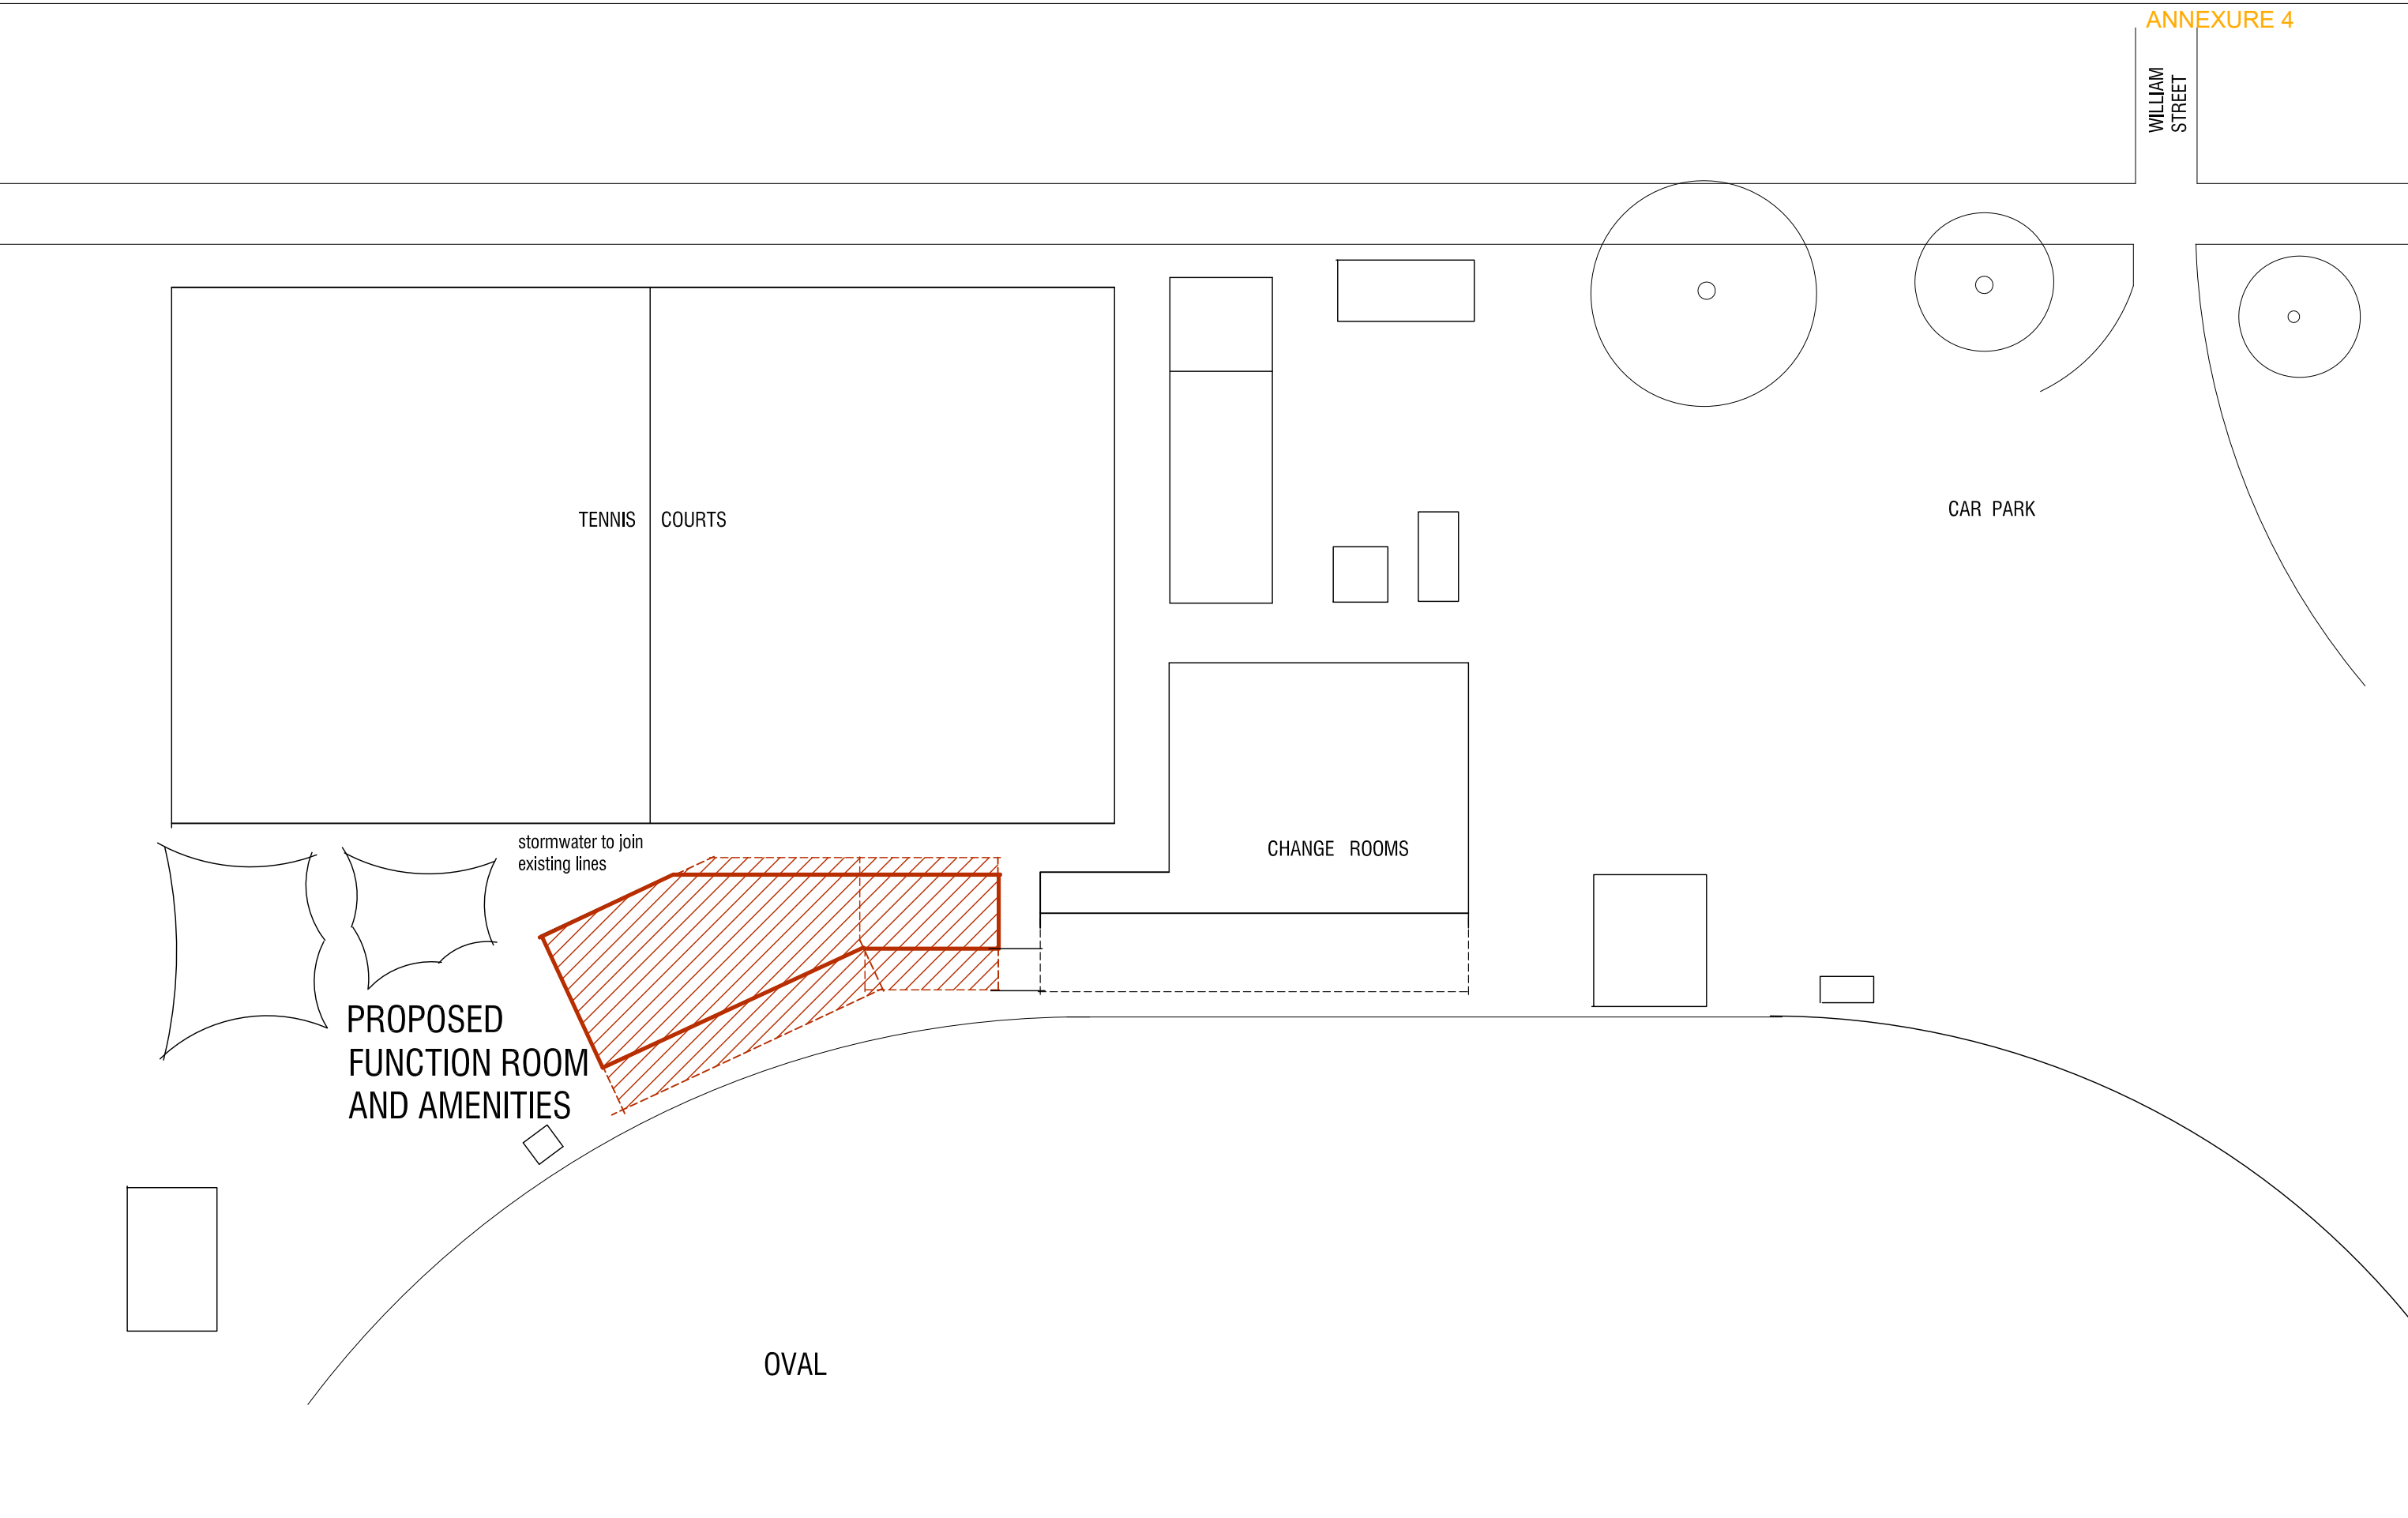 ANNEXURE 4
WILLIAM
STREET
TENNIS COURTS
CAR PARK
stormwater to join
existing lines
CHANGE ROOMS
PROPOSED
FUNCTION ROOM
AND AMENITIES
OVAL